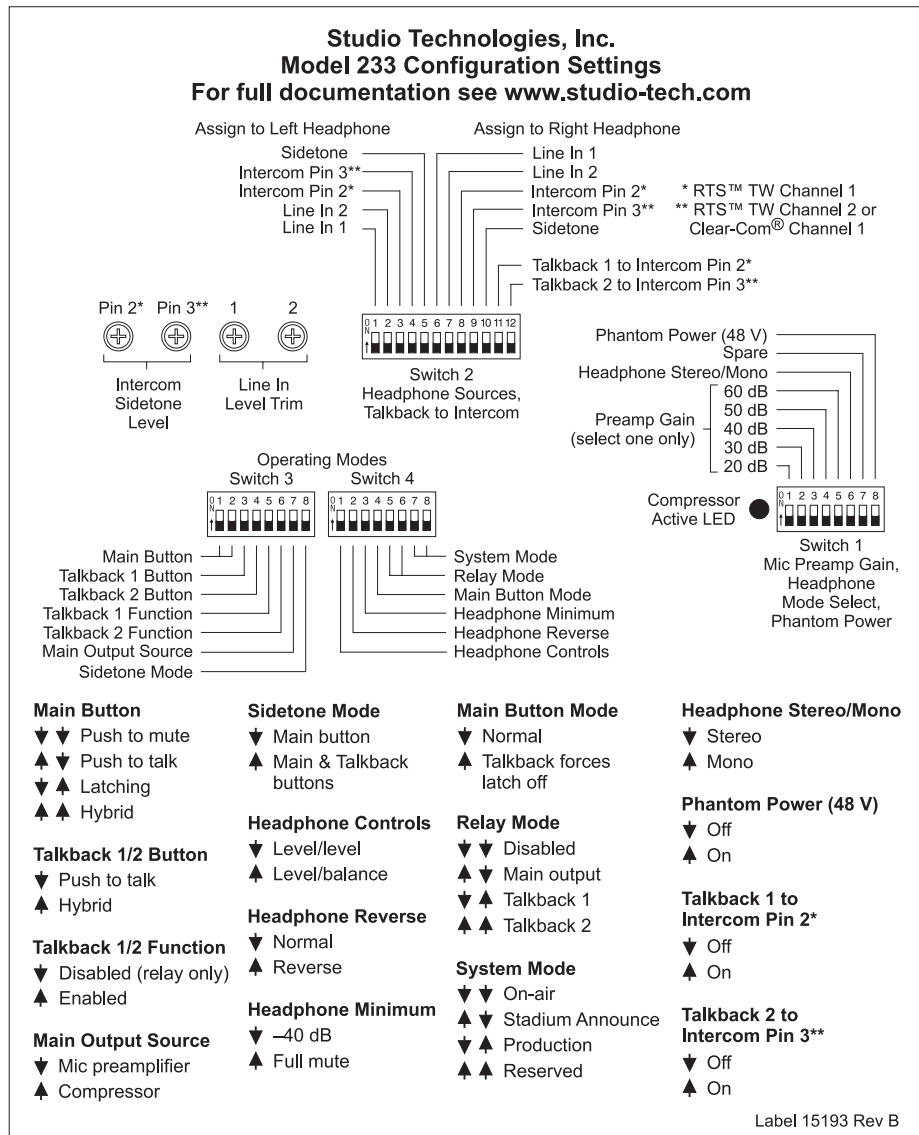 Studio Technologies, Inc.
Model 233 Configuration Settings
For full documentation see www.studio-tech.com
Assign to Left Headphone
Sidetone
Intercom Pin 3**
Intercom Pin 2*
Line In 2
Line In 1
Assign to Right Headphone
Line In 1
Line In 2
Intercom Pin 2*
Intercom Pin 3**
Sidetone
* RTS™ TW Channel 1
** RTS™ TW Channel 2 or
Clear-Com® Channel 1
Talkback 1 to Intercom Pin 2*
Talkback 2 to Intercom Pin 3**
Pin 2* Pin 3** 1 2
Intercom
Sidetone
Level
Line In
Level Trim
ON 1 2 3 4 5 6 7 8 9 10 11 12
Switch 2
Headphone Sources,
Talkback to Intercom
Phantom Power (48 V)
Spare
Headphone Stereo/Mono
Preamp Gain
(select one only)
60 dB
50 dB
40 dB
30 dB
20 dB
Compressor
Active LED
ON 1 2 3 4 5 6 7 8
Switch 1
Mic Preamp Gain,
Headphone
Mode Select,
Phantom Power
Operating Modes
Switch 3 Switch 4
ON 1 2 3 4 5 6 7 8
ON 1 2 3 4 5 6 7 8
Main Button
Talkback 1 Button
Talkback 2 Button
Talkback 1 Function
Talkback 2 Function
Main Output Source
Sidetone Mode
System Mode
Relay Mode
Main Button Mode
Headphone Minimum
Headphone Reverse
Headphone Controls
Main Button
Push to mute
Push to talk
Latching
Hybrid
Talkback 1/2 Button
Push to talk
Hybrid
Talkback 1/2 Function
Disabled (relay only)
Enabled
Main Output Source
Mic preamplifier
Compressor
Sidetone Mode
Main button
Main & Talkback
buttons
Headphone Controls
Level/level
Level/balance
Headphone Reverse
Normal
Reverse
Headphone Minimum
–40 dB
Full mute
Main Button Mode
Normal
Talkback forces
latch off
Relay Mode
Disabled
Main output
Talkback 1
Talkback 2
System Mode
On-air
Stadium Announce
Production
Reserved
Headphone Stereo/Mono
Stereo
Mono
Phantom Power (48 V)
Off
On
Talkback 1 to
Intercom Pin 2*
Off
On
Talkback 2 to
Intercom Pin 3**
Off
On
Label 15193 Rev B